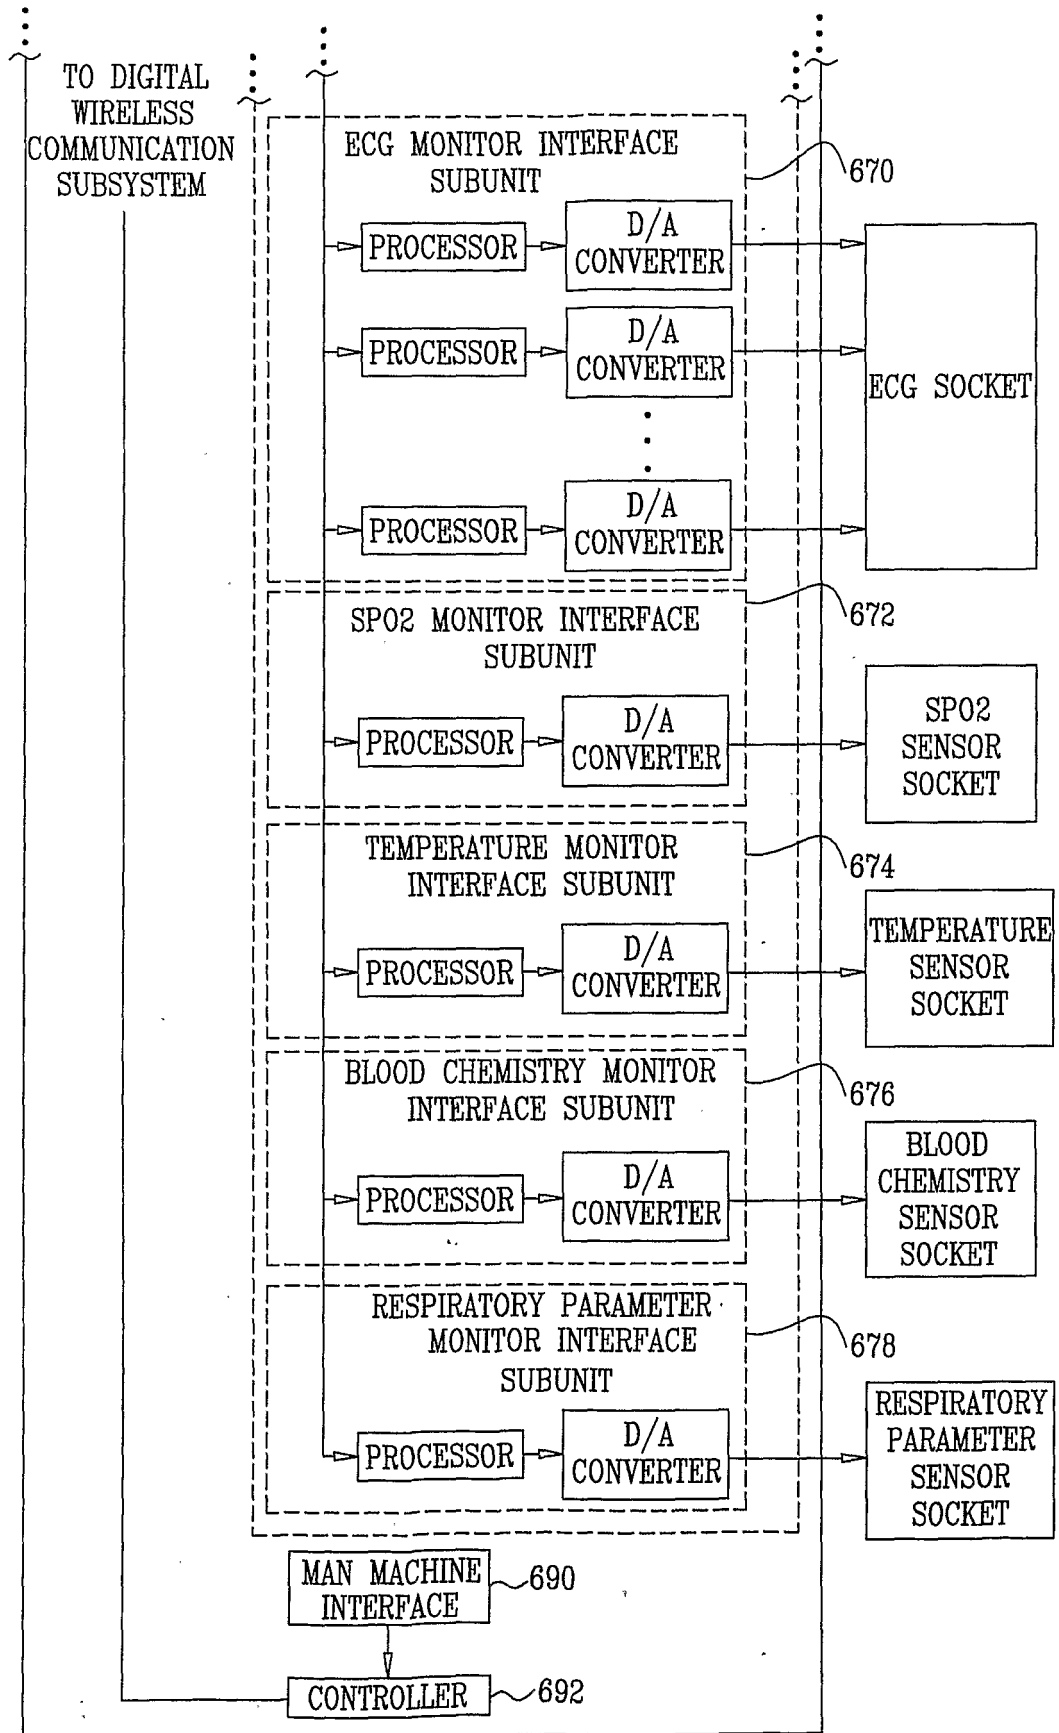 TO DIGITAL
WIRELESS
COMMUNICATION
SUBSYSTEM
ECG MONITOR INTERFACE
SUBUNIT
670
PROCESSOR
D/A
CONVERTER
PROCESSOR
D/A
CONVERTER
ECG SOCKET
PROCESSOR
D/A
CONVERTER
672
SPO2 MONITOR INTERFACE
SUBUNIT
PROCESSOR
D/A
CONVERTER
SPO2
SENSOR
SOCKET
TEMPERATURE MONITOR
INTERFACE SUBUNIT
674
PROCESSOR
D/A
CONVERTER
TEMPERATURE
SENSOR
SOCKET
BLOOD CHEMISTRY MONITOR
INTERFACE SUBUNIT
676
PROCESSOR
D/A
CONVERTER
BLOOD
CHEMISTRY
SENSOR
SOCKET
RESPIRATORY PARAMETER
MONITOR INTERFACE
SUBUNIT
678
PROCESSOR
D/A
CONVERTER
RESPIRATORY
PARAMETER
SENSOR
SOCKET
MAN MACHINE
INTERFACE
690
CONTROLLER
692